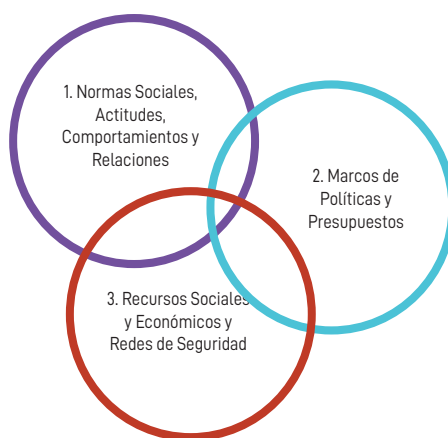 1. Normas Sociales,
Actitudes,
Comportamientos y
Relaciones
2. Marcos de
Políticas y
Presupuestos
3. Recursos Sociales
y Económicos y
Redes de Seguridad